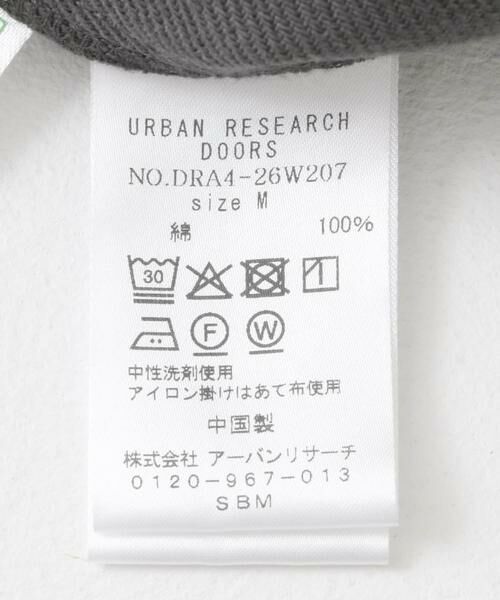 URBAN RESEARCH
DOORS
NO.DRA4-26W207
size M
綿 100%
30
F W
中性洗剤使用
アイロン掛けはあて布使用
中国製
株式会社 アーバンリサーチ
0120-967-013
SBM